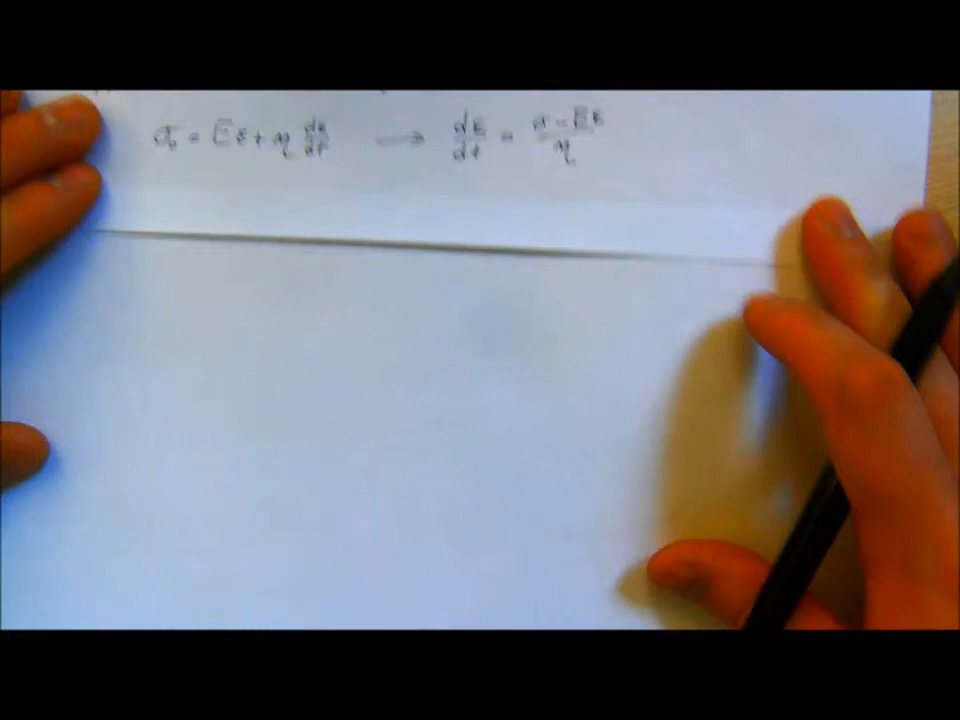 σ₀ = Eε + η dε/dt → dε/dt = σ - Eε/η